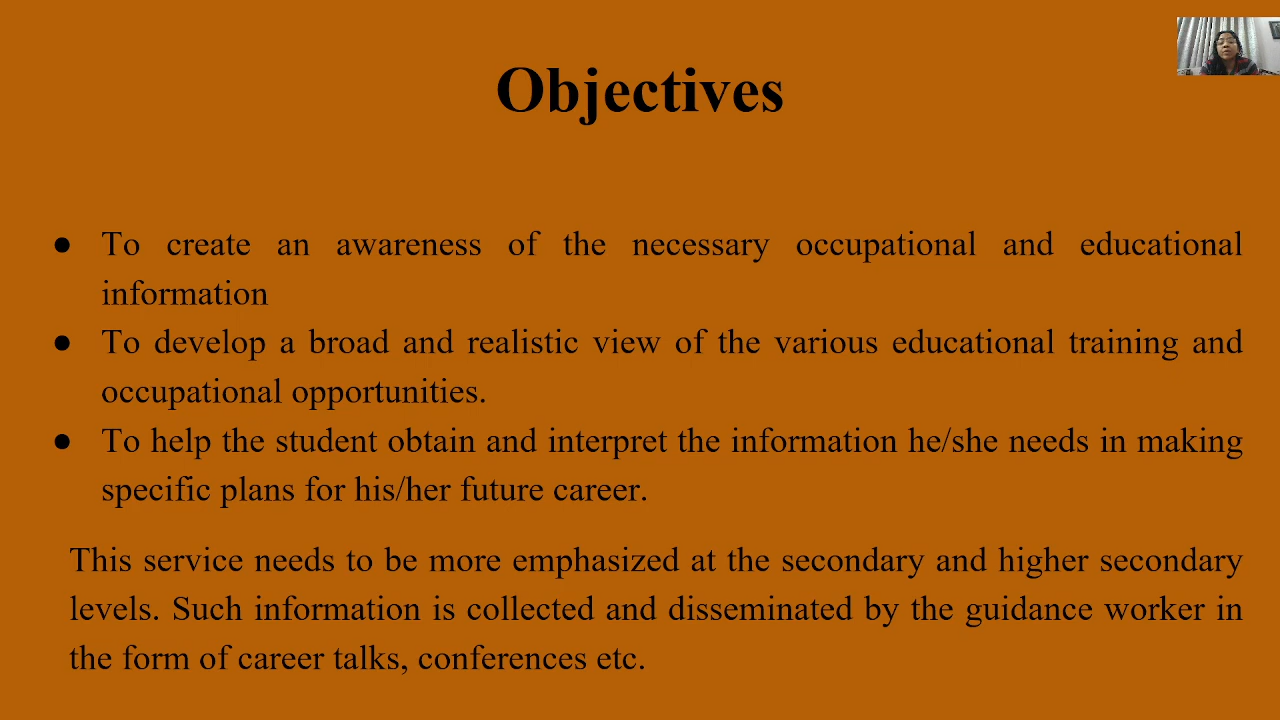 Objectives
● To create an awareness of the necessary occupational and educational
information
● To develop a broad and realistic view of the various educational training and
occupational opportunities.
● To help the student obtain and interpret the information he/she needs in making
specific plans for his/her future career.
This service needs to be more emphasized at the secondary and higher secondary
levels. Such information is collected and disseminated by the guidance worker in
the form of career talks, conferences etc.